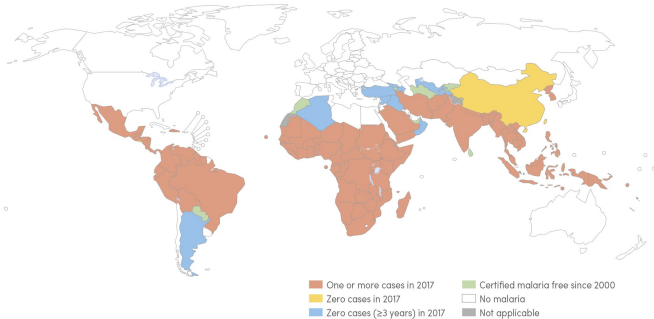 One or more cases in 2017
Zero cases in 2017
Zero cases (≥3 years) in 2017
Certified malaria free since 2000
No malaria
Not applicable